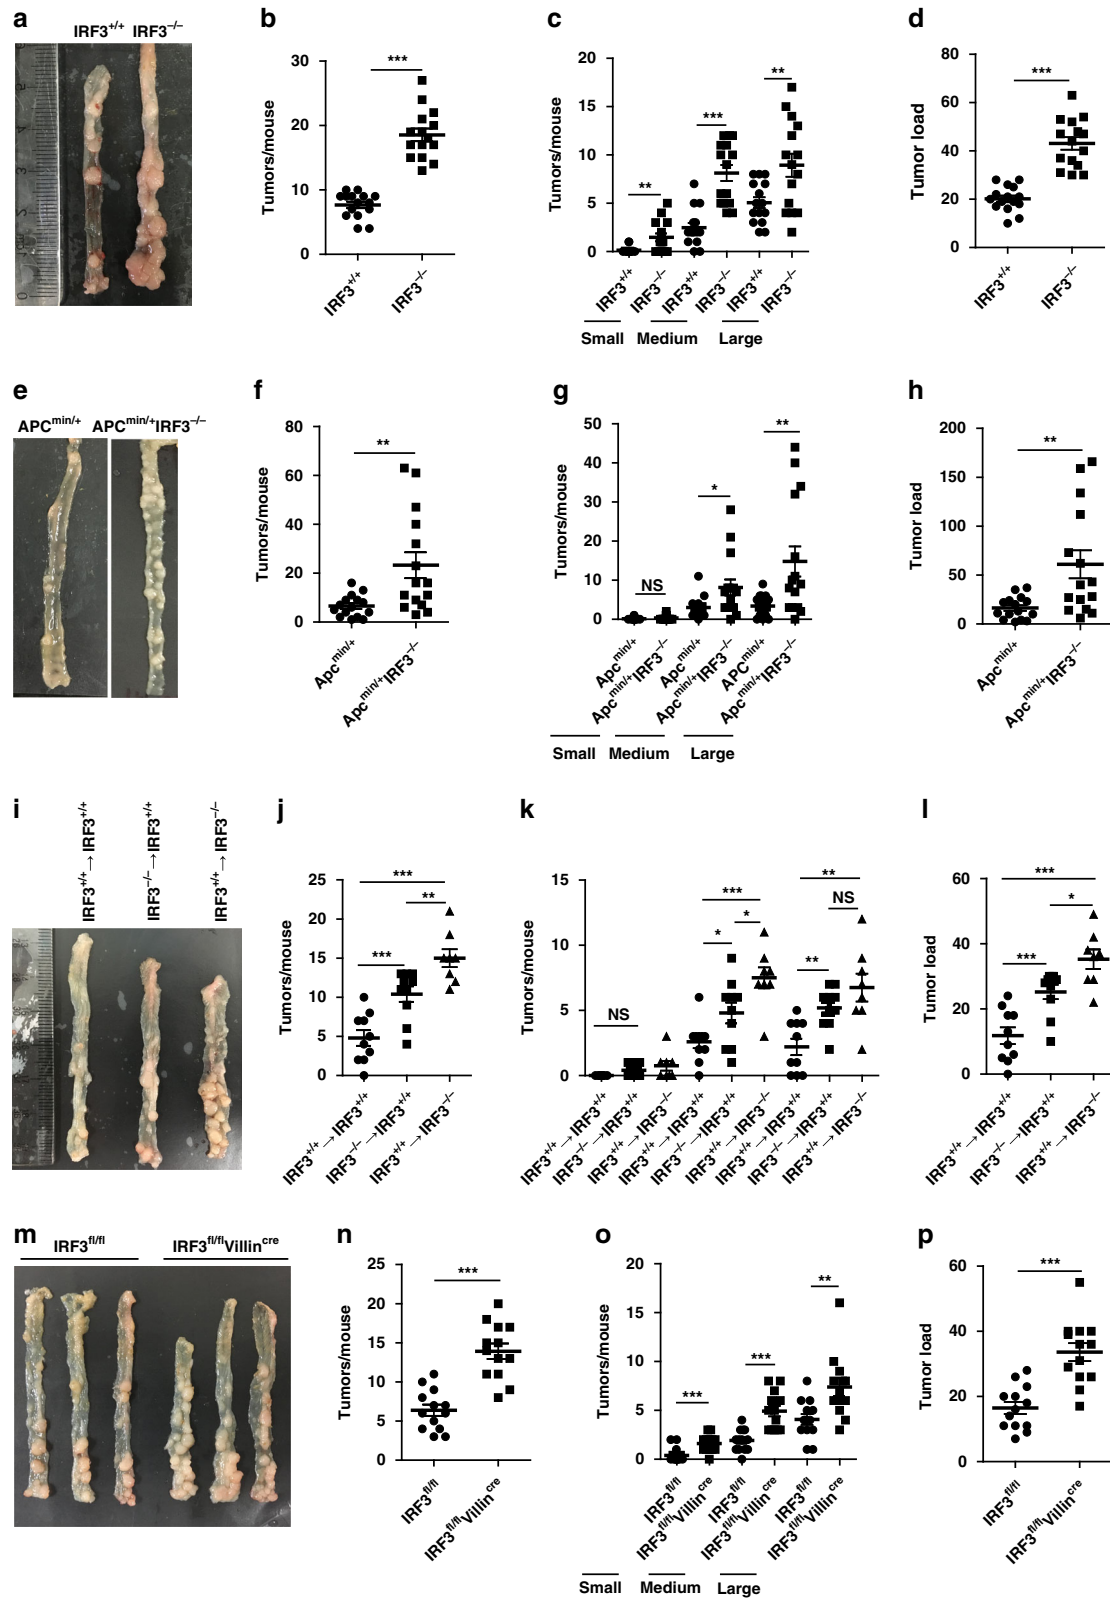 a
IRF3+/+ IRF3–/–
b
Tumors/mouse
30
20
10
0
***
IRF3+/+
IRF3–/–
c
Tumors/mouse
20
15
10
5
0
**
***
**
IRF3+/+
IRF3–/–
IRF3+/+
IRF3–/–
IRF3+/+
IRF3–/–
Small Medium Large
d
Tumor load
80
60
40
20
0
***
IRF3+/+
IRF3–/–
e
APCmin/+ APCmin/+IRF3–/–
f
Tumors/mouse
80
60
40
20
0
**
Apcmin/+
Apcmin/+IRF3–/–
g
Tumors/mouse
50
40
30
20
10
0
NS
*
**
Apcmin/+
Apcmin/+IRF3–/–
Apcmin/+
Apcmin/+IRF3–/–
APCmin/+
Apcmin/+IRF3–/–
Small Medium Large
h
Tumor load
200
150
100
50
0
**
Apcmin/+
Apcmin/+IRF3–/–
i
IRF3+/+→IRF3+/+
IRF3–/–→IRF3+/+
IRF3+/+→IRF3–/–
j
Tumors/mouse
25
20
15
10
5
0
***
**
***
IRF3+/+→IRF3+/+
IRF3–/–→IRF3+/+
IRF3+/+→IRF3–/–
k
Tumors/mouse
15
10
5
0
NS
***
*
*
**
NS
**
IRF3+/+→IRF3+/+
IRF3–/–→IRF3+/+
IRF3+/+→IRF3–/–
IRF3+/+→IRF3+/+
IRF3–/–→IRF3+/+
IRF3+/+→IRF3–/–
IRF3+/+→IRF3+/+
IRF3–/–→IRF3+/+
IRF3+/+→IRF3–/–
l
Tumor load
60
40
20
0
***
*
***
IRF3+/+→IRF3+/+
IRF3–/–→IRF3+/+
IRF3+/+→IRF3–/–
m
IRF3fl/fl IRF3fl/flVillincre
n
Tumors/mouse
25
20
15
10
5
0
***
IRF3fl/fl
IRF3fl/flVillincre
o
Tumors/mouse
20
15
10
5
0
***
***
**
IRF3fl/fl
IRF3fl/flVillincre
IRF3fl/fl
IRF3fl/flVillincre
IRF3fl/fl
IRF3fl/flVillincre
Small Medium Large
p
Tumor load
60
40
20
0
***
IRF3fl/fl
IRF3fl/flVillincre